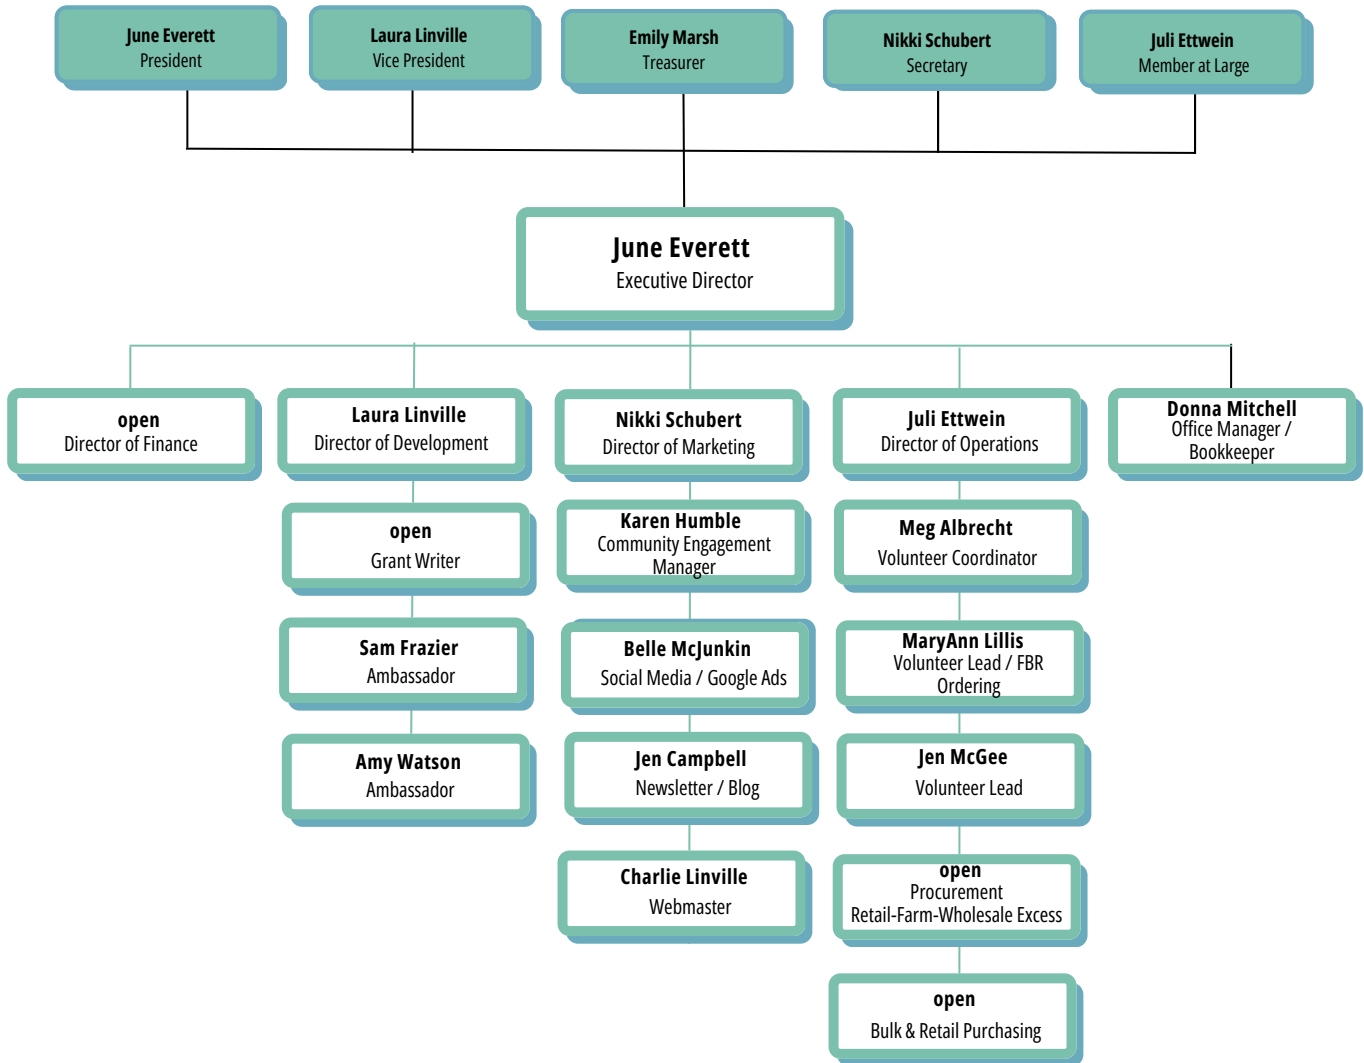 June Everett
President
Laura Linville
Vice President
Emily Marsh
Treasurer
Nikki Schubert
Secretary
Juli Ettwein
Member at Large
June Everett
Executive Director
open
Director of Finance
Laura Linville
Director of Development
Nikki Schubert
Director of Marketing
Juli Ettwein
Director of Operations
Donna Mitchell
Office Manager /
Bookkeeper
open
Grant Writer
Sam Frazier
Ambassador
Amy Watson
Ambassador
Karen Humble
Community Engagement
Manager
Belle McJunkin
Social Media / Google Ads
Jen Campbell
Newsletter / Blog
Charlie Linville
Webmaster
Meg Albrecht
Volunteer Coordinator
MaryAnn Lillis
Volunteer Lead / FBR
Ordering
Jen McGee
Volunteer Lead
open
Procurement
Retail-Farm-Wholesale Excess
open
Bulk & Retail Purchasing